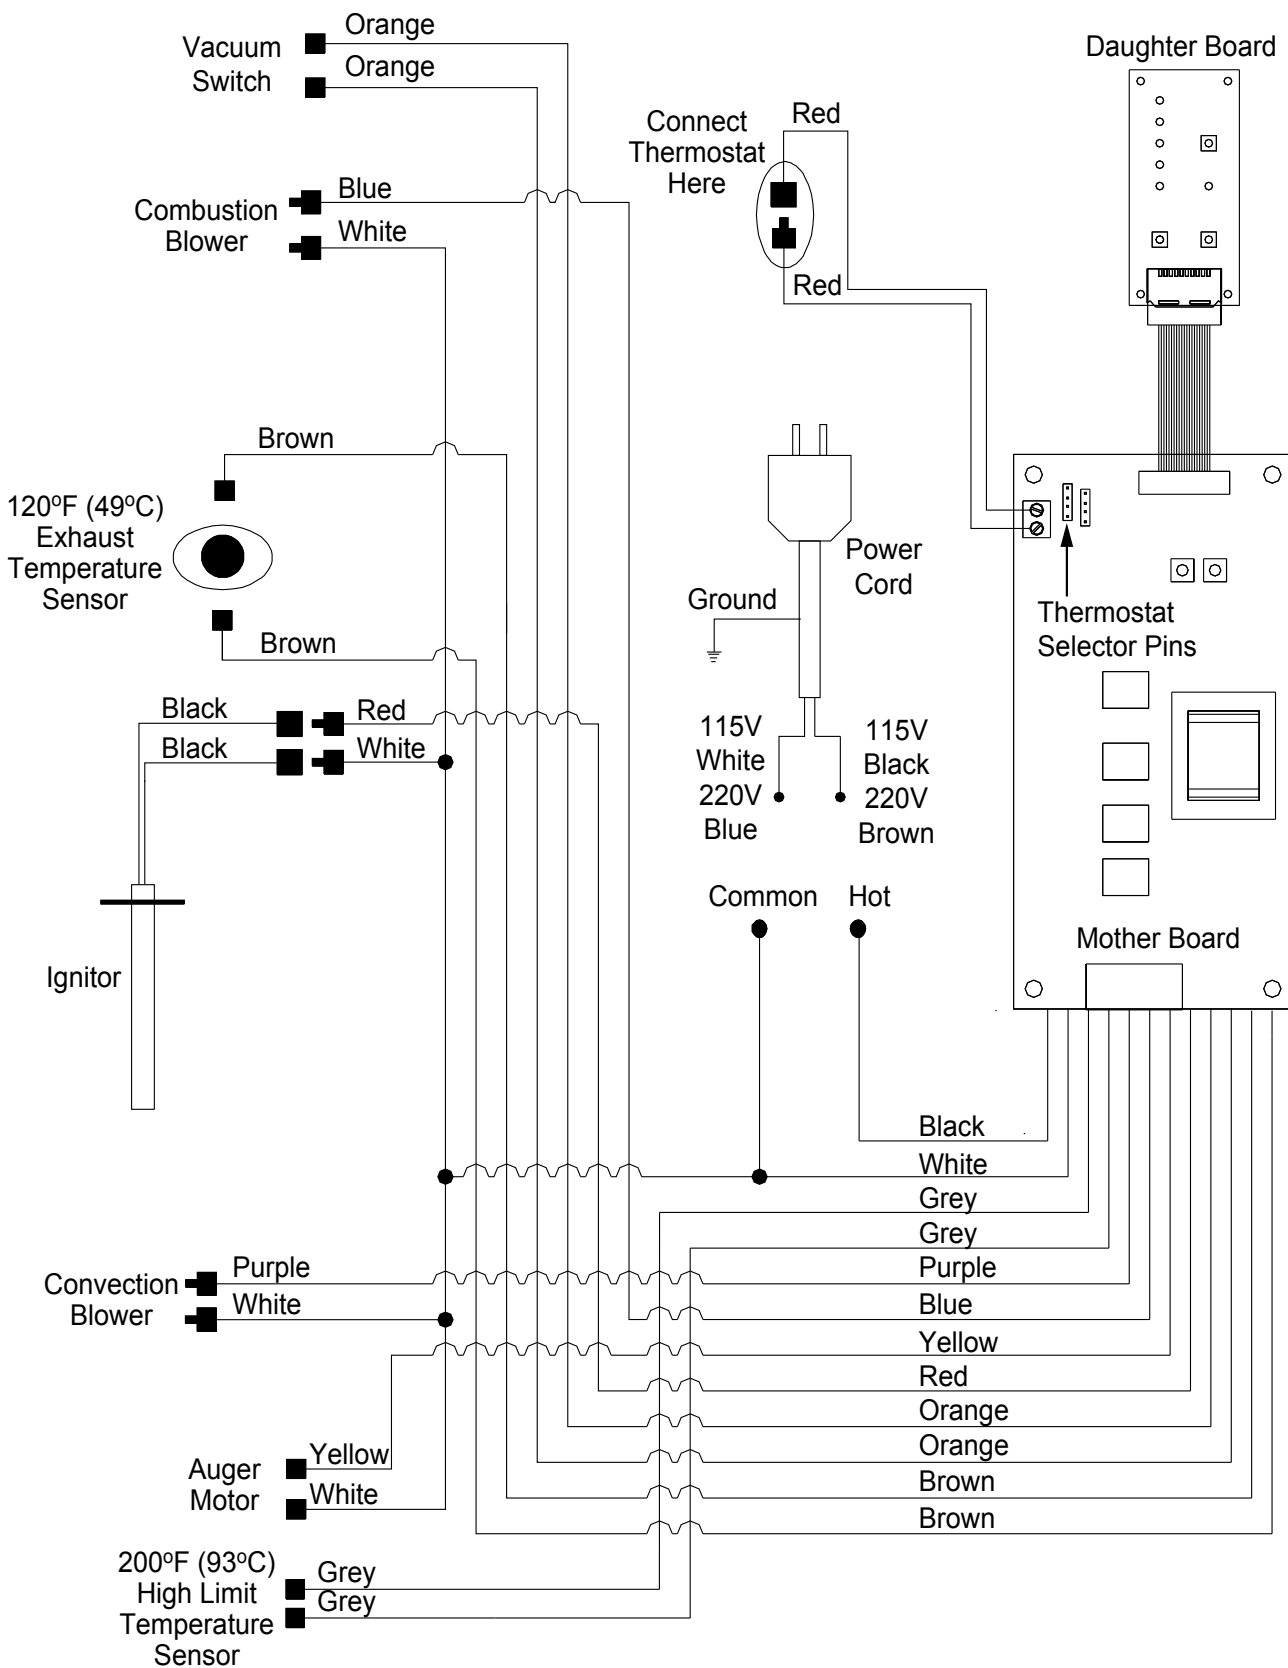 Orange
Vacuum
Switch
Orange
Daughter Board
Connect
Thermostat
Here
Red
Red
Combustion
Blower
Blue
White
Brown
120ºF (49ºC)
Exhaust
Temperature
Sensor
Brown
Power
Cord
Ground
Thermostat
Selector Pins
Black
Red
Black
White
115V
White
220V
Blue
115V
Black
220V
Brown
Common
Hot
Mother Board
Ignitor
Black
White
Grey
Grey
Purple
Blue
Yellow
Red
Orange
Orange
Brown
Brown
Convection
Blower
Purple
White
Auger
Motor
Yellow
White
200ºF (93ºC)
High Limit
Temperature
Sensor
Grey
Grey